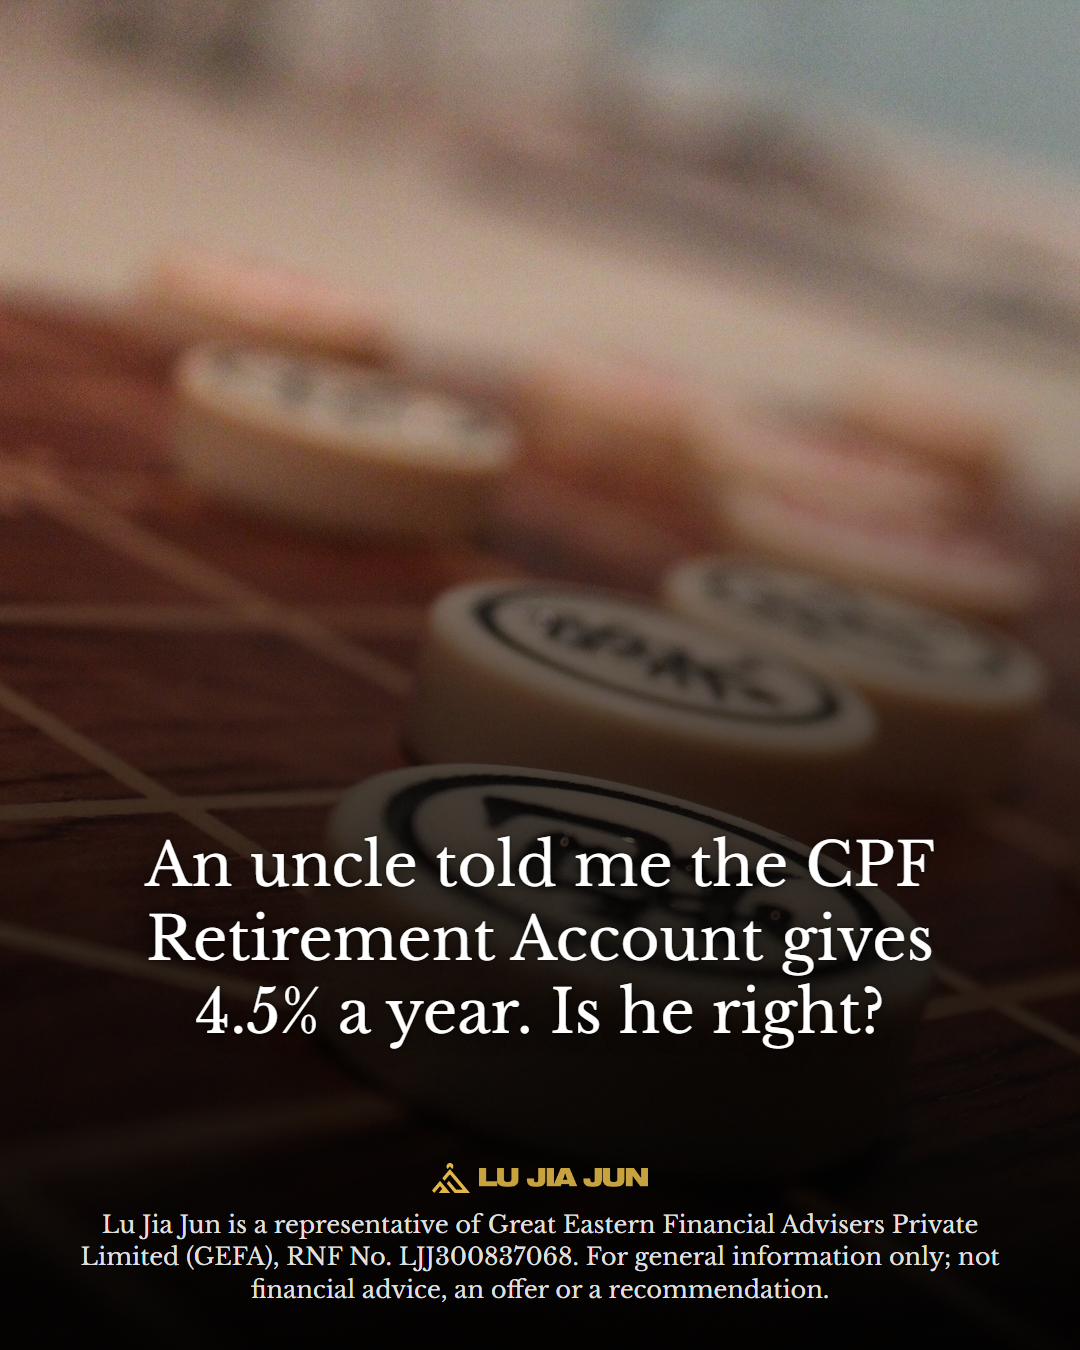 An uncle told me the CPF
Retirement Account gives
4.5% a year. Is he right?
LU JIA JUN
Lu Jia Jun is a representative of Great Eastern Financial Advisers Private
Limited (GEFA), RNF No. LJJ300837068. For general information only; not
financial advice, an offer or a recommendation.